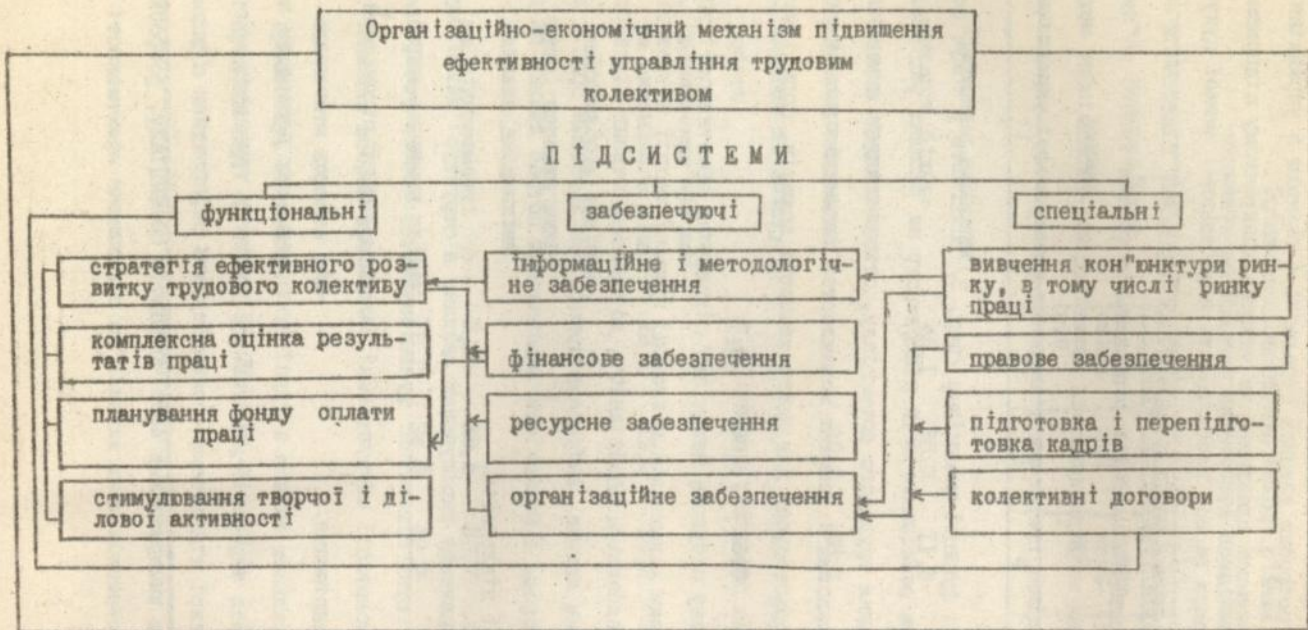 Організаційно-економічний механізм підвищення
ефективності управління трудовим
колективом
ПІДСИСТЕМИ
функціональні
забезпечуючі
спеціальні
стратегія ефективного роз-
витку трудового колективу
комплексна оцінка резуль-
татів праці
планування фонду оплати
праці
стимулювання творчої і ді-
лової активності
інформаційне і методологіч-
не забезпечення
фінансове забезпечення
ресурсне забезпечення
організаційне забезпечення
вивчення кон"юнктури рин-
ку, в тому числі ринку
праці
правове забезпечення
підготовка і перепідго-
товка кадрів
колективні договори